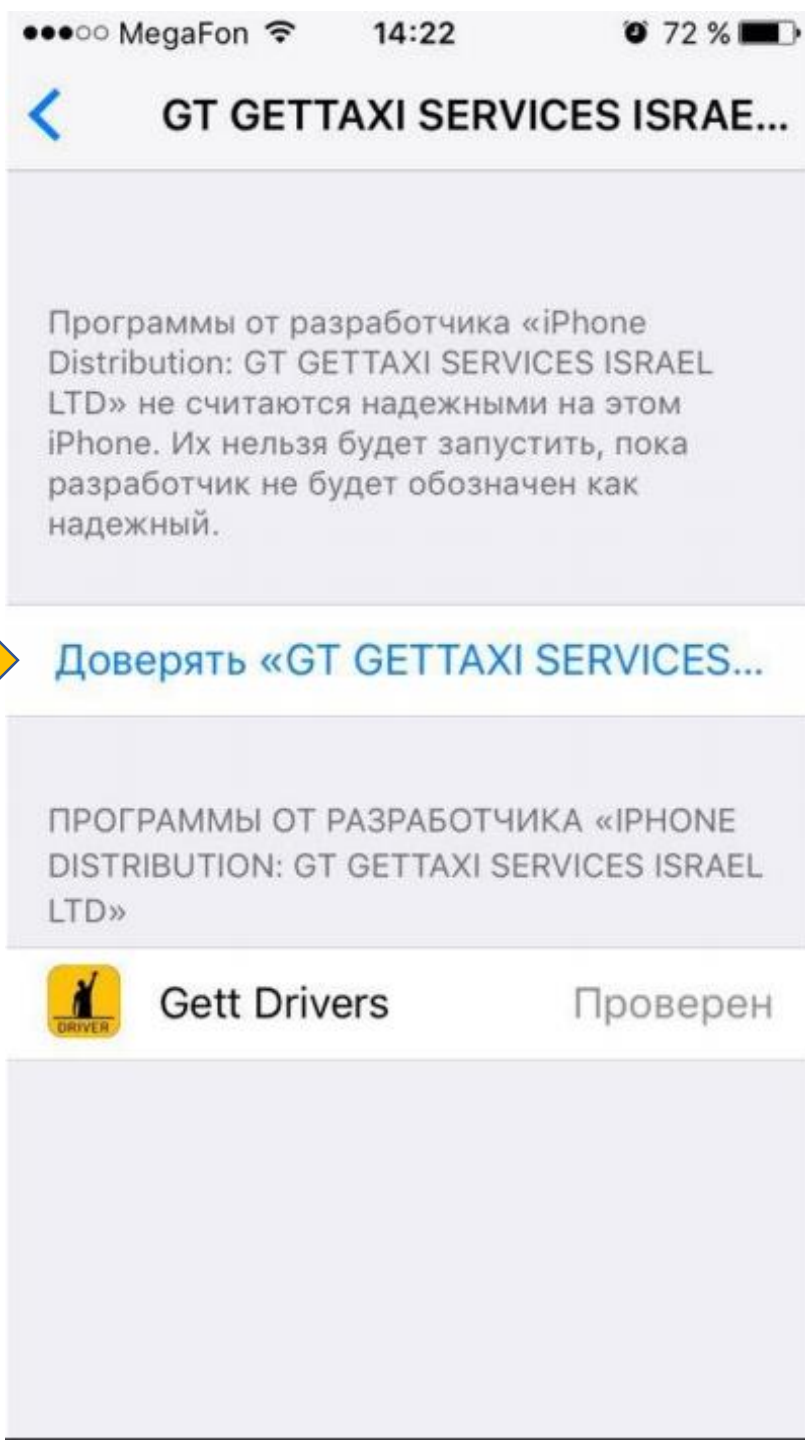 MegaFon 14:22 72 %
GT GETTAXI SERVICES ISRAE...
Программы от разработчика «iPhone
Distribution: GT GETTAXI SERVICES ISRAEL
LTD» не считаются надежными на этом
iPhone. Их нельзя будет запустить, пока
разработчик не будет обозначен как
надежный.
Доверять «GT GETTAXI SERVICES...
ПРОГРАММЫ ОТ РАЗРАБОТЧИКА «IPHONE
DISTRIBUTION: GT GETTAXI SERVICES ISRAEL
LTD»
DRIVER Gett Drivers Проверен